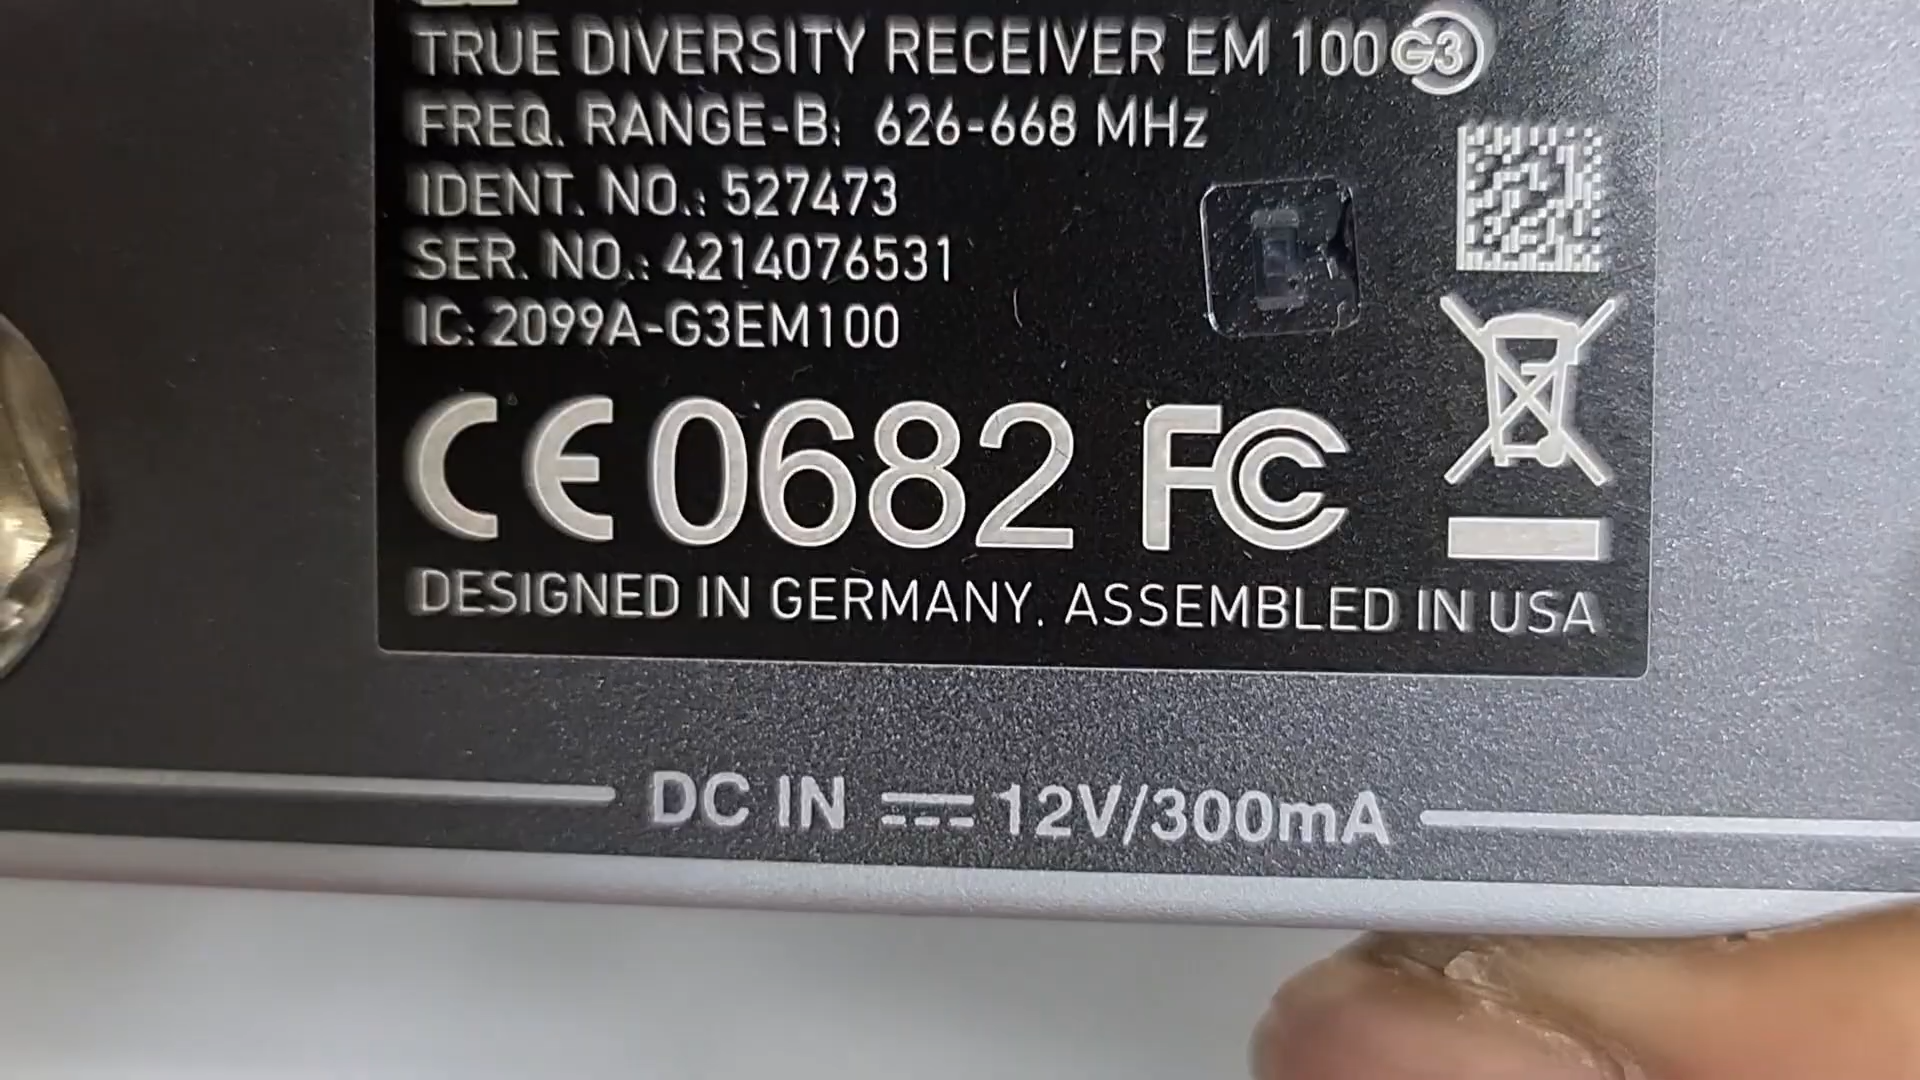 TRUE DIVERSITY RECEIVER EM 100 G3
FREQ. RANGE-B: 626-668 MHz
IDENT. NO.: 527473
SER. NO.: 4214076531
IC: 2099A-G3EM100
CE 0682 FC
DESIGNED IN GERMANY. ASSEMBLED IN USA
DC IN 12V/300mA